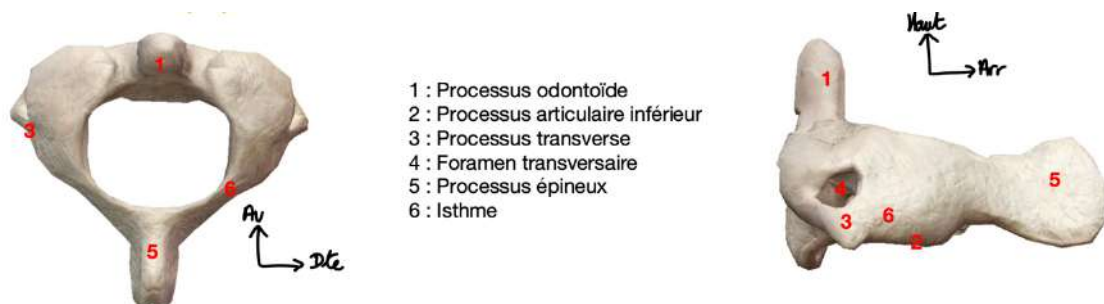 1
3
6
5
Av
Dte
1 : Processus odontoïde
2 : Processus articulaire inférieur
3 : Processus transverse
4 : Foramen transversaire
5 : Processus épineux
6 : Isthme
Haut
Arr
1
4
5
3
6
2